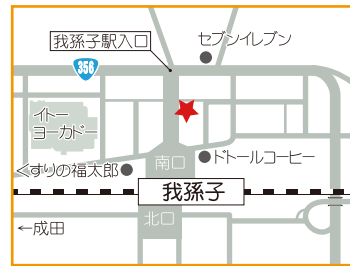 セブンイレブン
我孫子駅入口
356
イトー
ヨーカドー
南口
ドトールコーヒー
くすりの福太郎
我孫子
北口
←成田